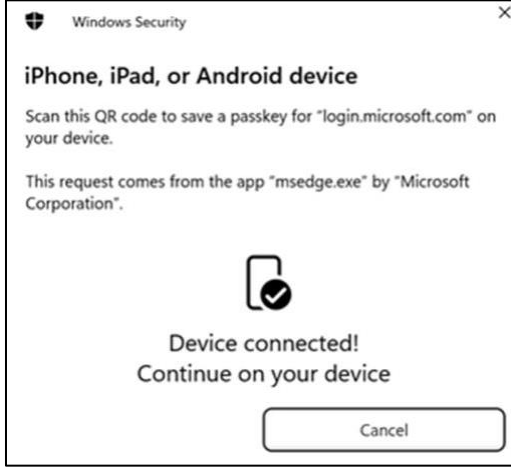 Windows Security
iPhone, iPad, or Android device
Scan this QR code to save a passkey for "login.microsoft.com" on
your device.
This request comes from the app "msedge.exe" by "Microsoft
Corporation".
Device connected!
Continue on your device
Cancel